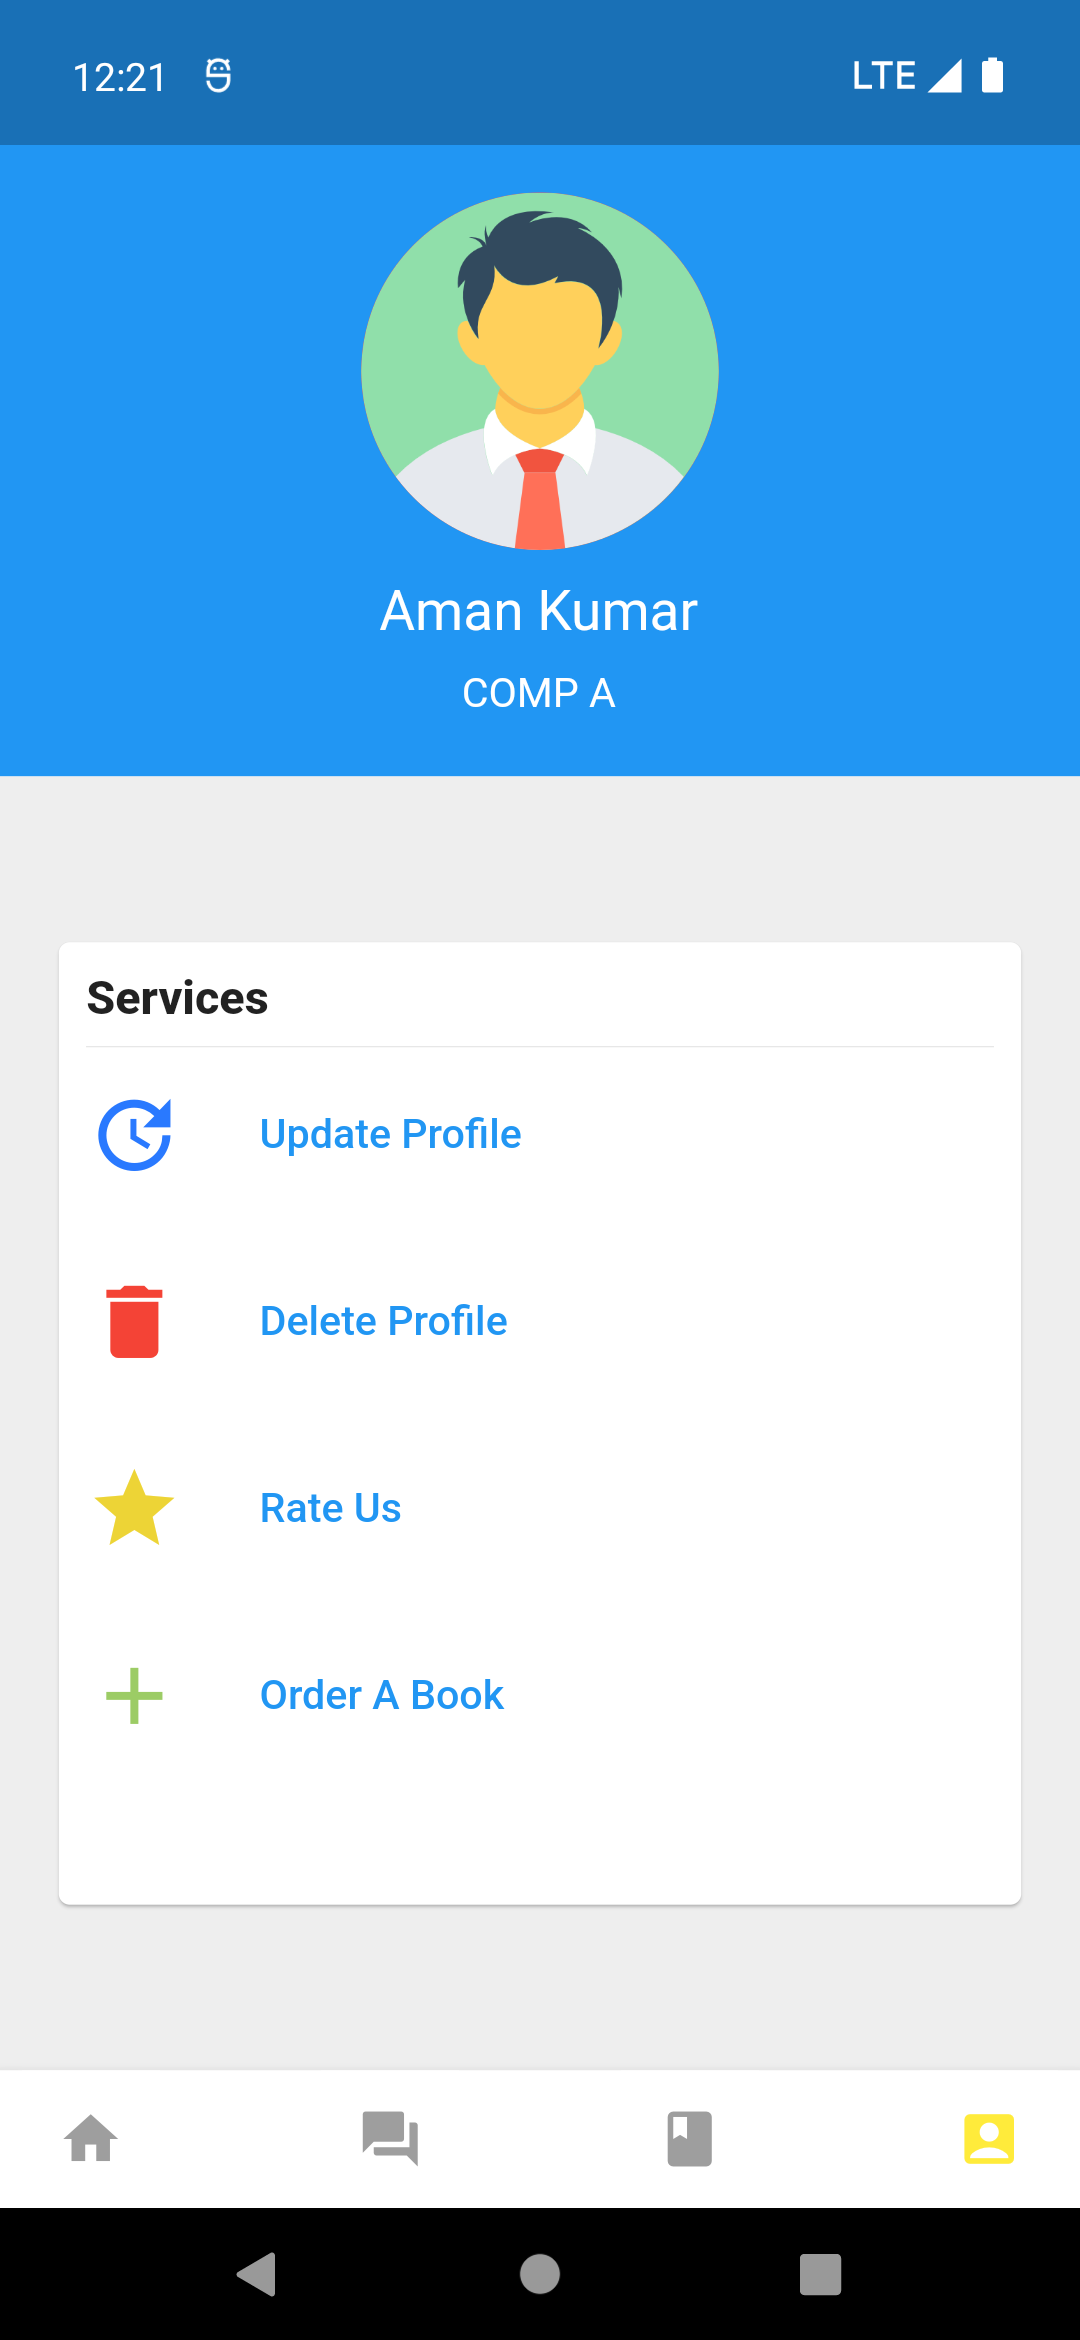 12:21
LTE
Aman Kumar
COMP A
Services
Update Profile
Delete Profile
Rate Us
Order A Book